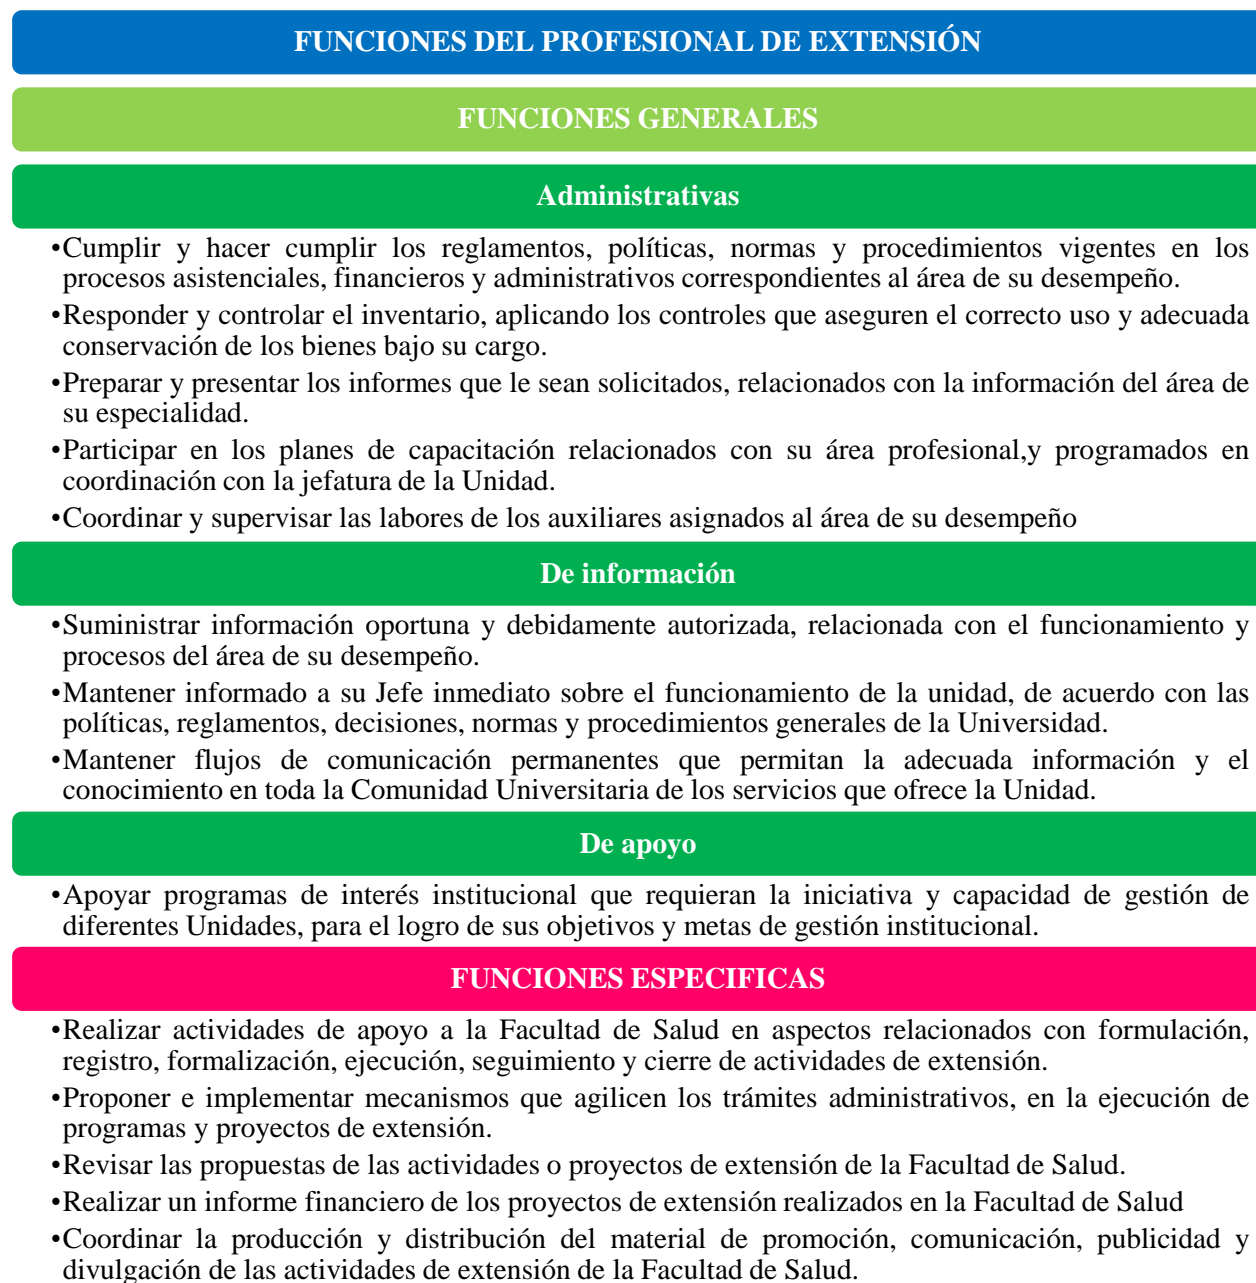 FUNCIONES DEL PROFESIONAL DE EXTENSIÓN
FUNCIONES GENERALES
Administrativas
•Cumplir y hacer cumplir los reglamentos, políticas, normas y procedimientos vigentes en los
procesos asistenciales, financieros y administrativos correspondientes al área de su desempeño.
•Responder y controlar el inventario, aplicando los controles que aseguren el correcto uso y adecuada
conservación de los bienes bajo su cargo.
•Preparar y presentar los informes que le sean solicitados, relacionados con la información del área de
su especialidad.
•Participar en los planes de capacitación relacionados con su área profesional,y programados en
coordinación con la jefatura de la Unidad.
•Coordinar y supervisar las labores de los auxiliares asignados al área de su desempeño
De información
•Suministrar información oportuna y debidamente autorizada, relacionada con el funcionamiento y
procesos del área de su desempeño.
•Mantener informado a su Jefe inmediato sobre el funcionamiento de la unidad, de acuerdo con las
políticas, reglamentos, decisiones, normas y procedimientos generales de la Universidad.
•Mantener flujos de comunicación permanentes que permitan la adecuada información y el
conocimiento en toda la Comunidad Universitaria de los servicios que ofrece la Unidad.
De apoyo
•Apoyar programas de interés institucional que requieran la iniciativa y capacidad de gestión de
diferentes Unidades, para el logro de sus objetivos y metas de gestión institucional.
FUNCIONES ESPECIFICAS
•Realizar actividades de apoyo a la Facultad de Salud en aspectos relacionados con formulación,
registro, formalización, ejecución, seguimiento y cierre de actividades de extensión.
•Proponer e implementar mecanismos que agilicen los trámites administrativos, en la ejecución de
programas y proyectos de extensión.
•Revisar las propuestas de las actividades o proyectos de extensión de la Facultad de Salud.
•Realizar un informe financiero de los proyectos de extensión realizados en la Facultad de Salud
•Coordinar la producción y distribución del material de promoción, comunicación, publicidad y
divulgación de las actividades de extensión de la Facultad de Salud.